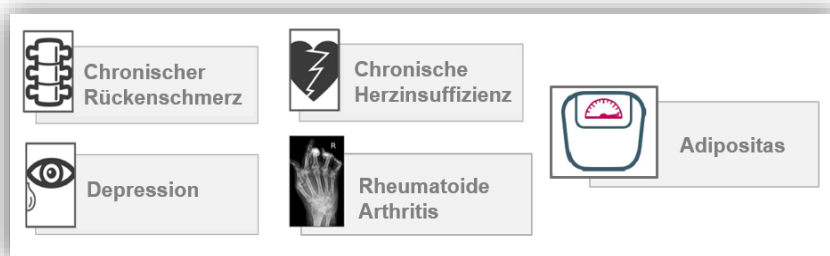 Chronischer
Rückenschmerz
Chronische
Herzinsuffizienz
Adipositas
Depression
R
Rheumatoide
Arthritis